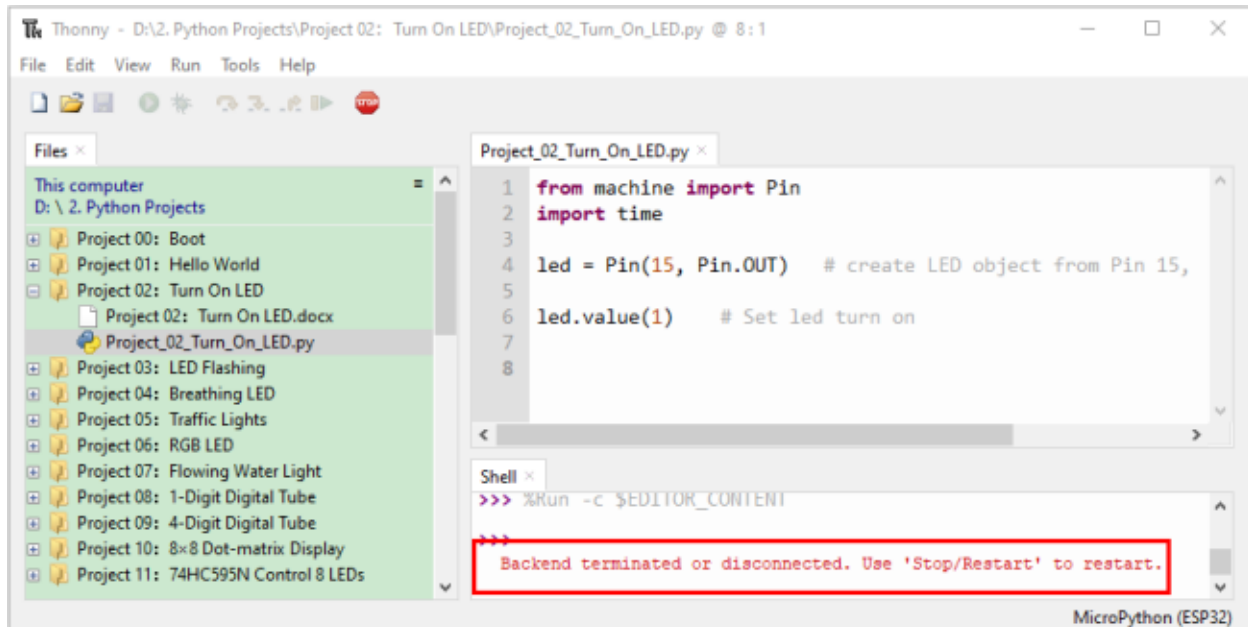 Thonny - D:\2. Python Projects\Project 02: Turn On LED\Project_02_Turn_On_LED.py @ 8:1
File Edit View Run Tools Help
STOP
Files
This computer
D: \ 2. Python Projects
Project 00: Boot
Project 01: Hello World
Project 02: Turn On LED
Project 02: Turn On LED.docx
Project_02_Turn_On_LED.py
Project 03: LED Flashing
Project 04: Breathing LED
Project 05: Traffic Lights
Project 06: RGB LED
Project 07: Flowing Water Light
Project 08: 1-Digit Digital Tube
Project 09: 4-Digit Digital Tube
Project 10: 8×8 Dot-matrix Display
Project 11: 74HC595N Control 8 LEDs
Project_02_Turn_On_LED.py
1 from machine import Pin
2 import time
3
4 led = Pin(15, Pin.OUT) # create LED object from Pin 15,
5
6 led.value(1) # Set led turn on
7
8
Shell
>>> %Run -c $EDITOR_CONTENT
>>>
Backend terminated or disconnected. Use 'Stop/Restart' to restart.
MicroPython (ESP32)